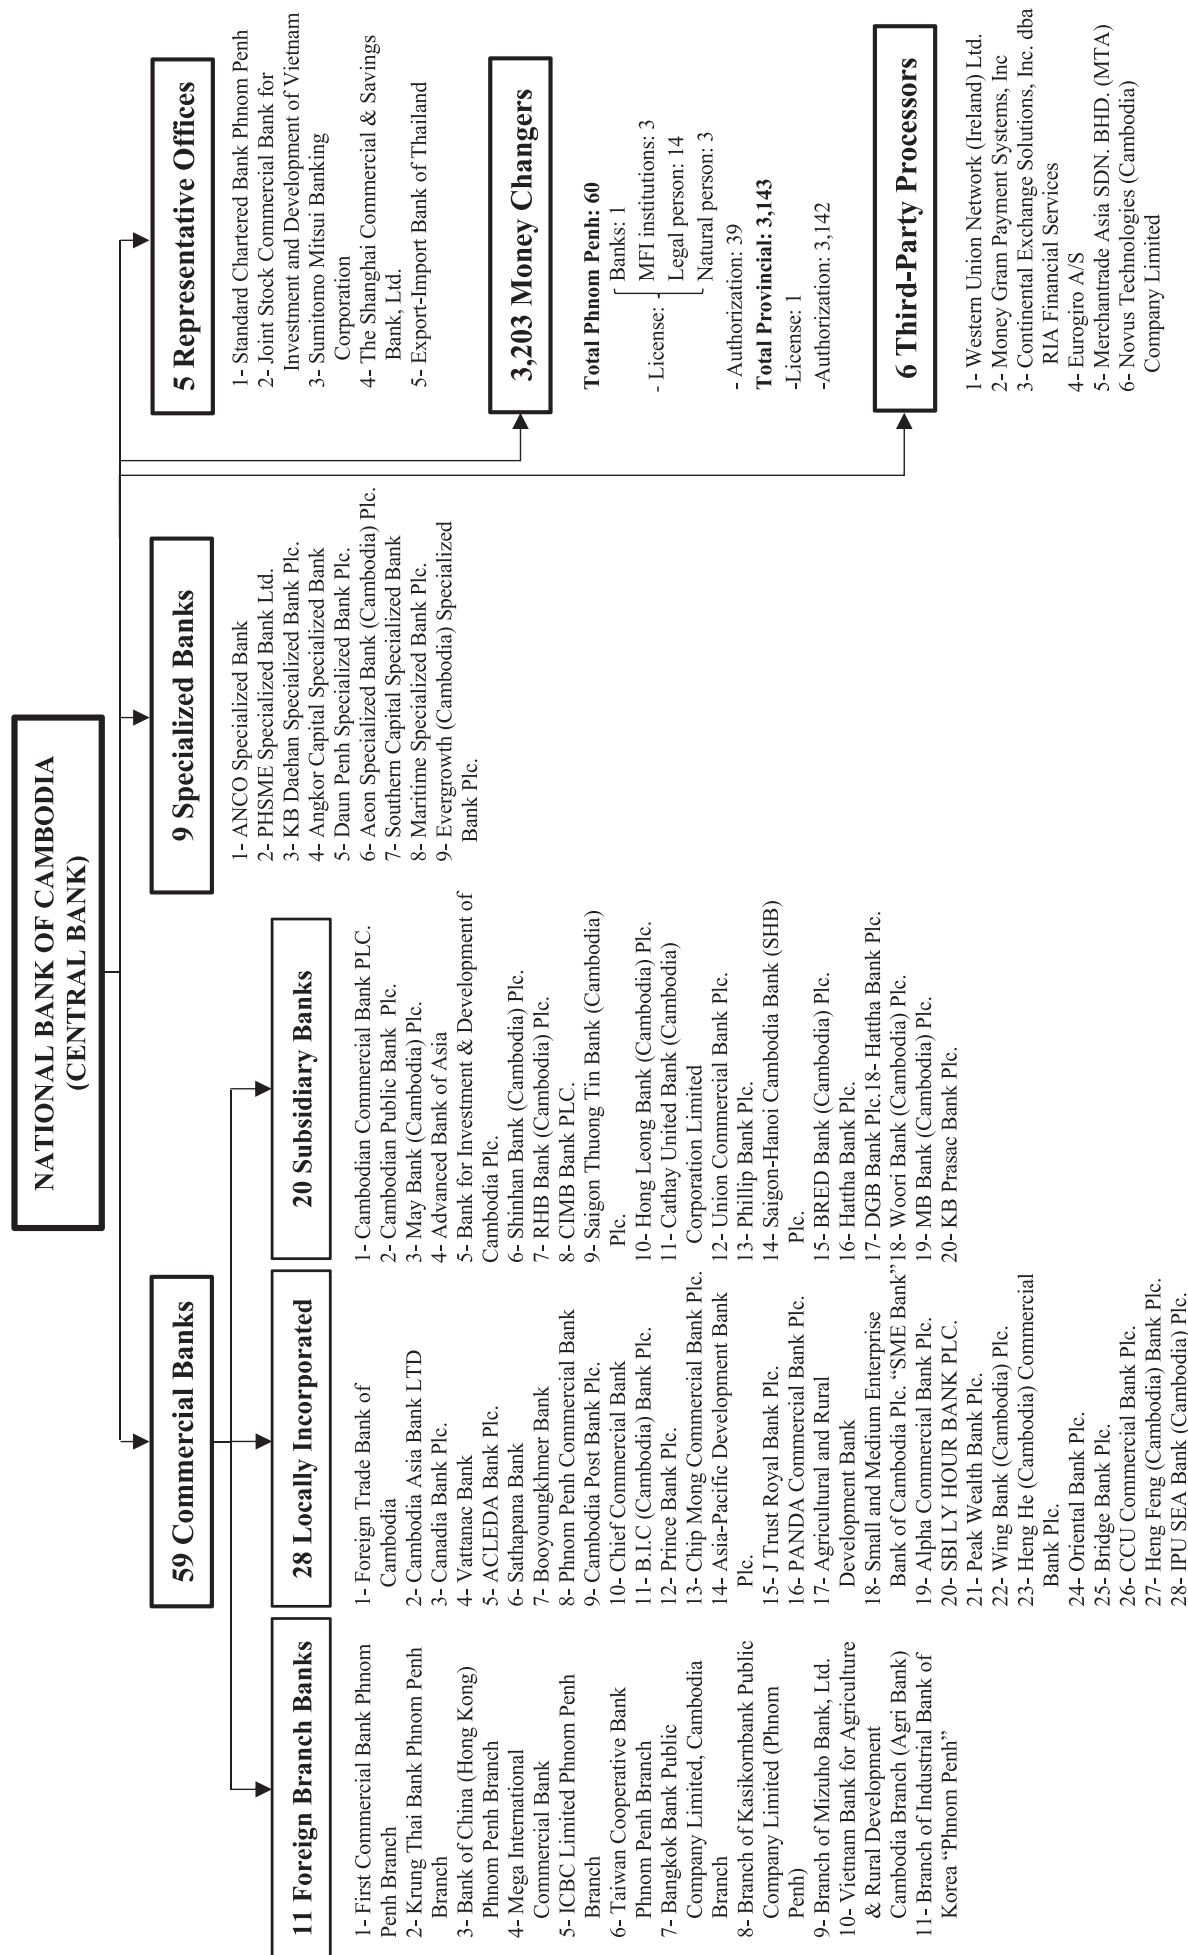 NATIONAL BANK OF CAMBODIA
(CENTRAL BANK)
59 Commercial Banks
11 Foreign Branch Banks
1- First Commercial Bank Phnom
Penh Branch
2- Krung Thai Bank Phnom Penh
Branch
3- Bank of China (Hong Kong)
Phnom Penh Branch
4- Mega International
Commercial Bank
5- ICBC Limited Phnom Penh
Branch
6- Taiwan Cooperative Bank
Phnom Penh Branch
7- Bangkok Bank Public
Company Limited, Cambodia
Branch
8- Branch of Kasikornbank Public
Company Limited (Phnom
Penh)
9- Branch of Mizuho Bank, Ltd.
10- Vietnam Bank for Agriculture
& Rural Development
Cambodia Branch (Agri Bank)
11- Branch of Industrial Bank of
Korea “Phnom Penh”
28 Locally Incorporated
1- Foreign Trade Bank of
Cambodia
2- Cambodia Asia Bank LTD
3- Canadia Bank Plc.
4- Vattanac Bank
5- ACLEDA Bank Plc.
6- Sathapana Bank
7- Booyoungkhmer Bank
8- Phnom Penh Commercial Bank
9- Cambodia Post Bank Plc.
10- Chief Commercial Bank
11- B.I.C (Cambodia) Bank Plc.
12- Prince Bank Plc.
13- Chip Mong Commercial Bank Plc.
14- Asia-Pacific Development Bank
Plc.
15- J Trust Royal Bank Plc.
16- PANDA Commercial Bank Plc.
17- Agricultural and Rural
Development Bank
18- Small and Medium Enterprise
Bank of Cambodia Plc. “SME Bank”
19- Alpha Commercial Bank Plc.
20- SBI LY HOUR BANK PLC.
21- Peak Wealth Bank Plc.
22- Wing Bank (Cambodia) Plc.
23- Heng He (Cambodia) Commercial
Bank Plc.
24- Oriental Bank Plc.
25- Bridge Bank Plc.
26- CCU Commercial Bank Plc.
27- Heng Feng (Cambodia) Bank Plc.
28- IPU SEA Bank (Cambodia) Plc.
20 Subsidiary Banks
1- Cambodian Commercial Bank PLC.
2- Cambodian Public Bank Plc.
3- May Bank (Cambodia) Plc.
4- Advanced Bank of Asia
5- Bank for Investment & Development of
Cambodia Plc.
6- Shinhan Bank (Cambodia) Plc.
7- RHB Bank (Cambodia) Plc.
8- CIMB Bank PLC.
9- Saigon Thuong Tin Bank (Cambodia)
Plc.
10- Hong Leong Bank (Cambodia) Plc.
11- Cathay United Bank (Cambodia)
Corporation Limited
12- Union Commercial Bank Plc.
13- Phillip Bank Plc.
14- Saigon-Hanoi Cambodia Bank (SHB)
Plc.
15- BRED Bank (Cambodia) Plc.
16- Hattha Bank Plc.
17- DGB Bank Plc.18- Hattha Bank Plc.
18- Woori Bank (Cambodia) Plc.
19- MB Bank (Cambodia) Plc.
20- KB Prasac Bank Plc.
9 Specialized Banks
1- ANCO Specialized Bank
2- PHSME Specialized Bank Ltd.
3- KB Daehan Specialized Bank Plc.
4- Angkor Capital Specialized Bank
5- Daun Penh Specialized Bank Plc.
6- Aeon Specialized Bank (Cambodia) Plc.
7- Southern Capital Specialized Bank
8- Maritime Specialized Bank Plc.
9- Evergrowth (Cambodia) Specialized
Bank Plc.
5 Representative Offices
1- Standard Chartered Bank Phnom Penh
2- Joint Stock Commercial Bank for
Investment and Development of Vietnam
3- Sumitomo Mitsui Banking
Corporation
4- The Shanghai Commercial & Savings
Bank, Ltd.
5- Export-Import Bank of Thailand
3,203 Money Changers
Total Phnom Penh: 60
- License:
Banks: 1
MFI institutions: 3
Legal person: 14
Natural person: 3
- Authorization: 39
Total Provincial: 3,143
-License: 1
-Authorization: 3,142
6 Third-Party Processors
1- Western Union Network (Ireland) Ltd.
2- Money Gram Payment Systems, Inc
3- Continental Exchange Solutions, Inc. dba
RIA Financial Services
4- Eurogiro A/S
5- Merchantrade Asia SDN. BHD. (MTA)
6- Novus Technologies (Cambodia)
Company Limited